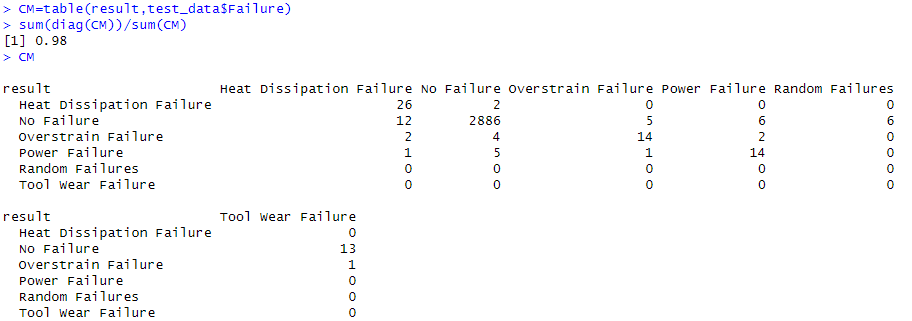 > CM=table(result,test_data$Failure)
> sum(diag(CM))/sum(CM)
[1] 0.98
> CM
result Heat Dissipation Failure No Failure Overstrain Failure Power Failure Random Failures
Heat Dissipation Failure 26 2 0 0 0
No Failure 12 2886 5 6 6
Overstrain Failure 2 4 14 2 0
Power Failure 1 5 1 14 0
Random Failures 0 0 0 0 0
Tool Wear Failure 0 0 0 0 0
result Tool Wear Failure
Heat Dissipation Failure 0
No Failure 13
Overstrain Failure 1
Power Failure 0
Random Failures 0
Tool Wear Failure 0